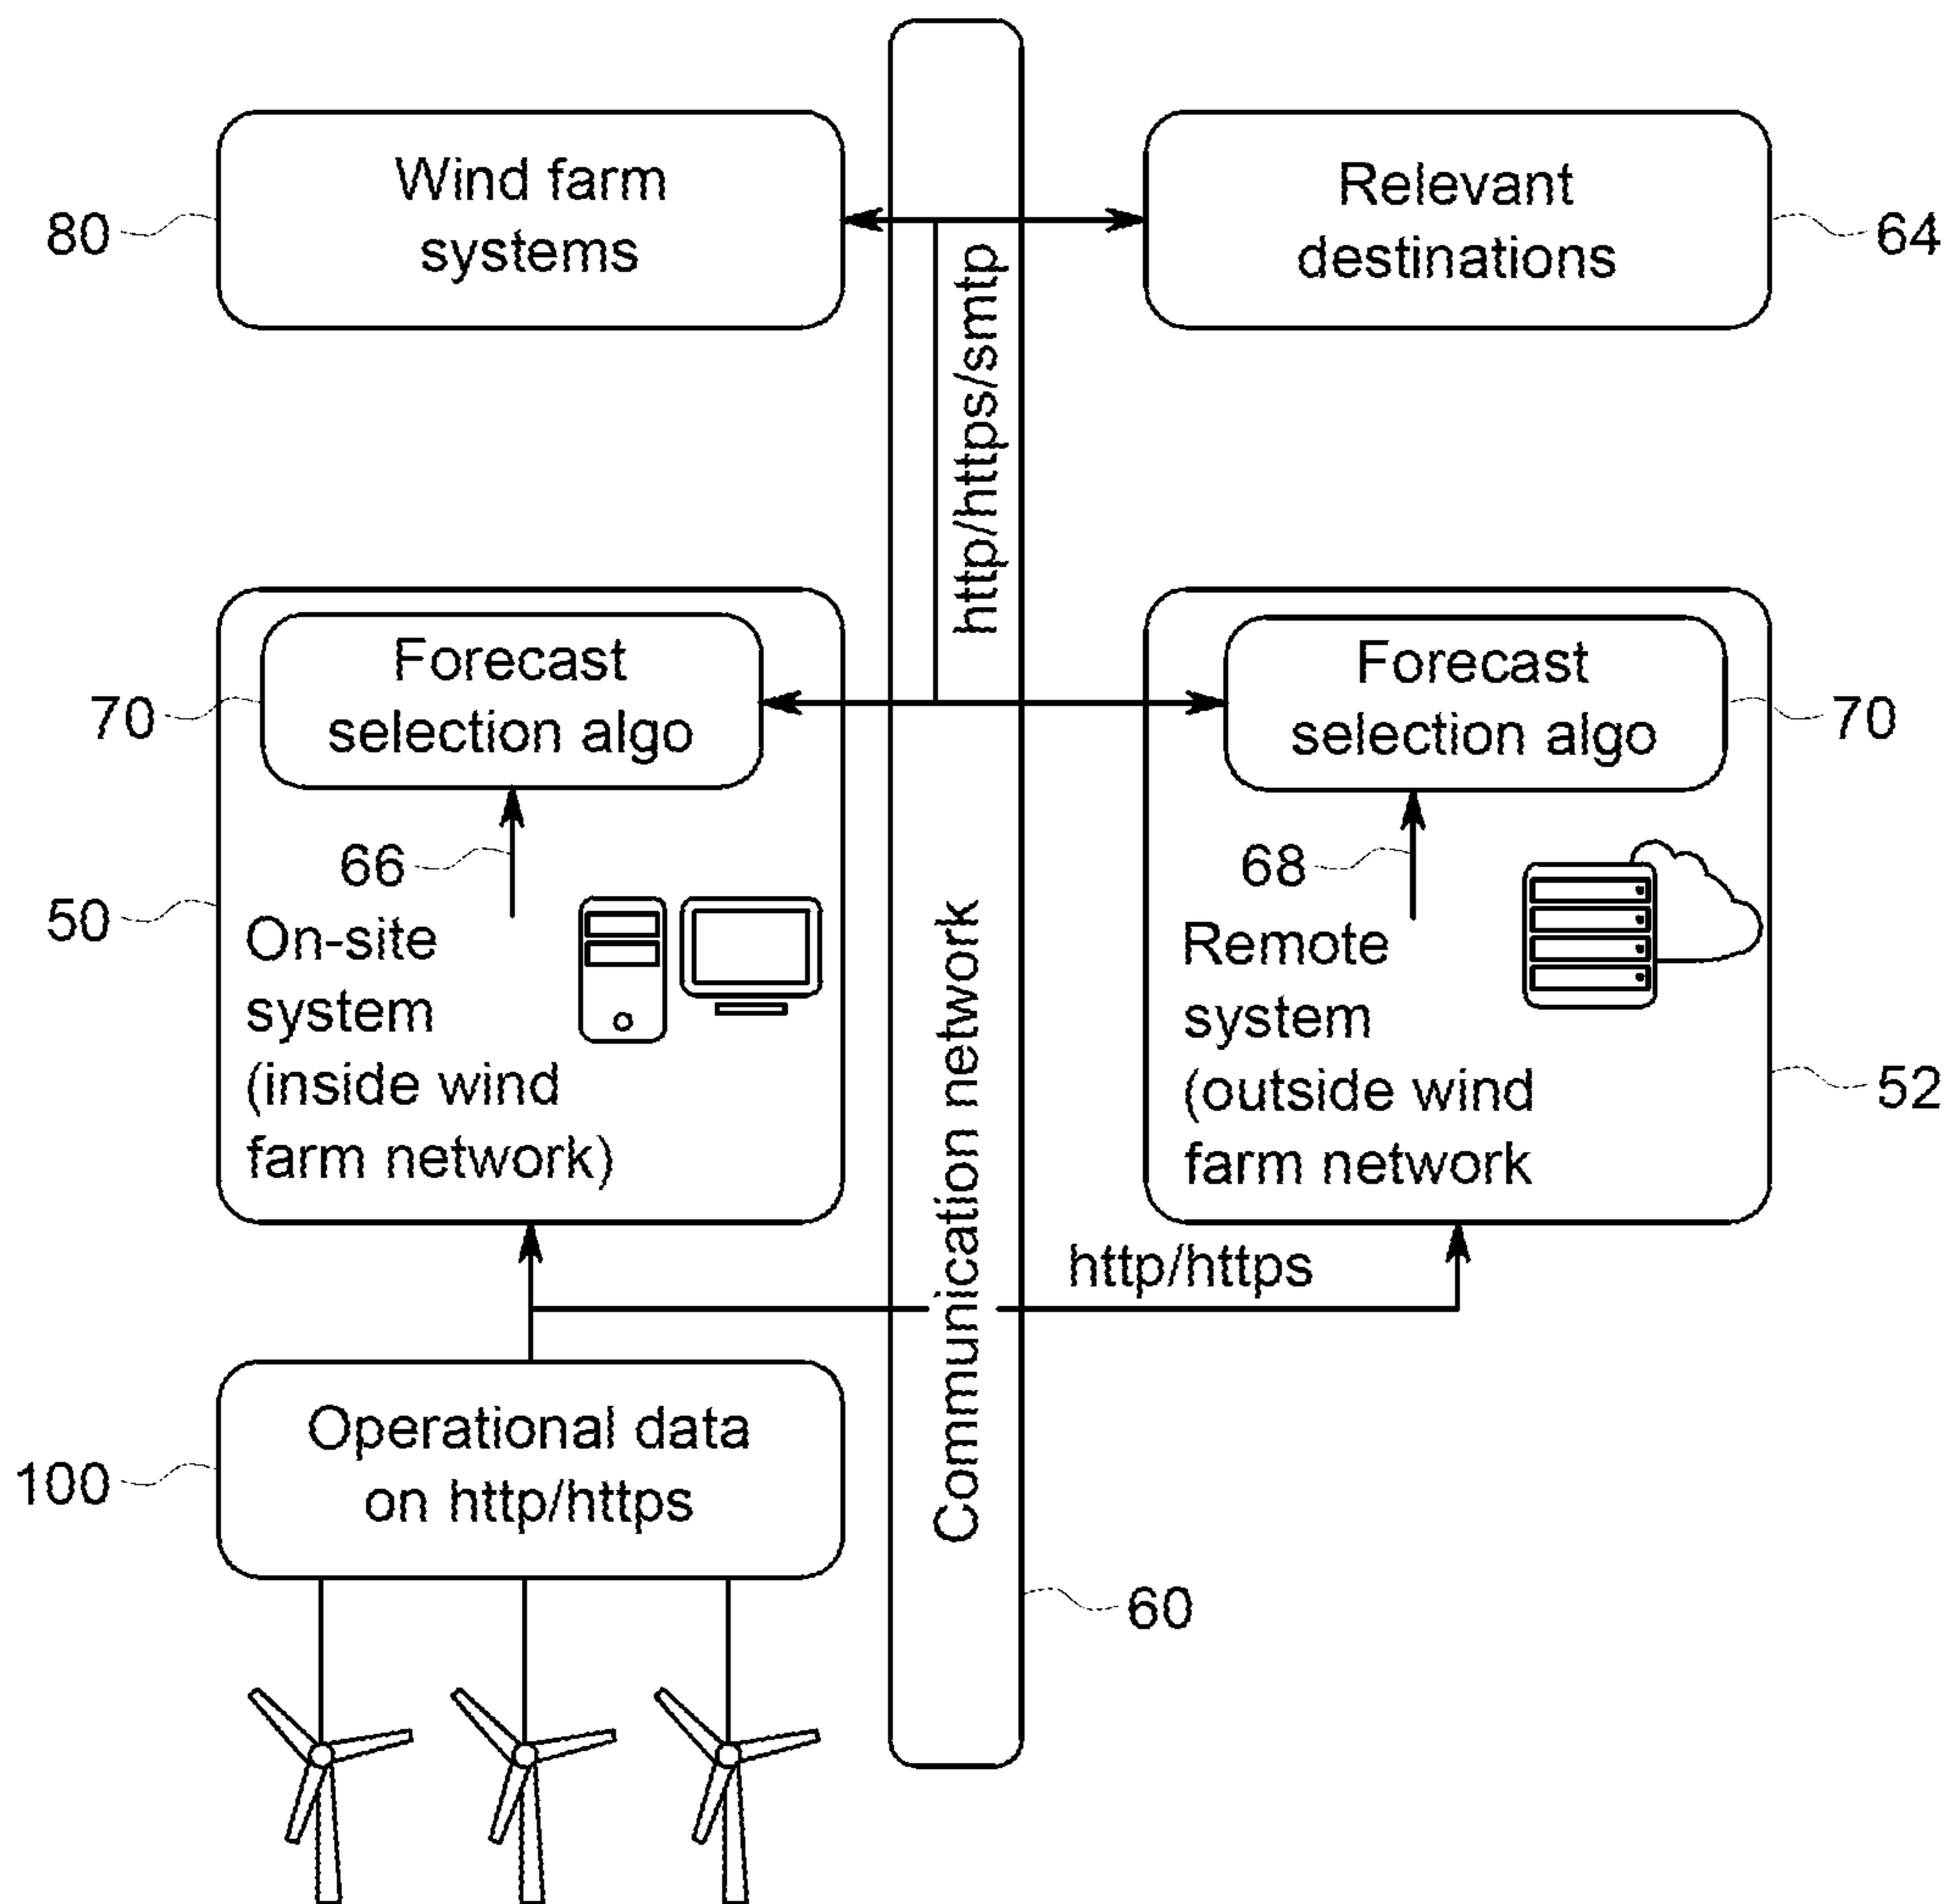 80
Wind farm
systems
Relevant
destinations
64
http/https/smtp
70
Forecast
selection algo
Forecast
selection algo
70
66
68
50
On-site
system
(inside wind
farm network)
Communication network
Remote
system
(outside wind
farm network
52
http/https
100
Operational data
on http/https
60